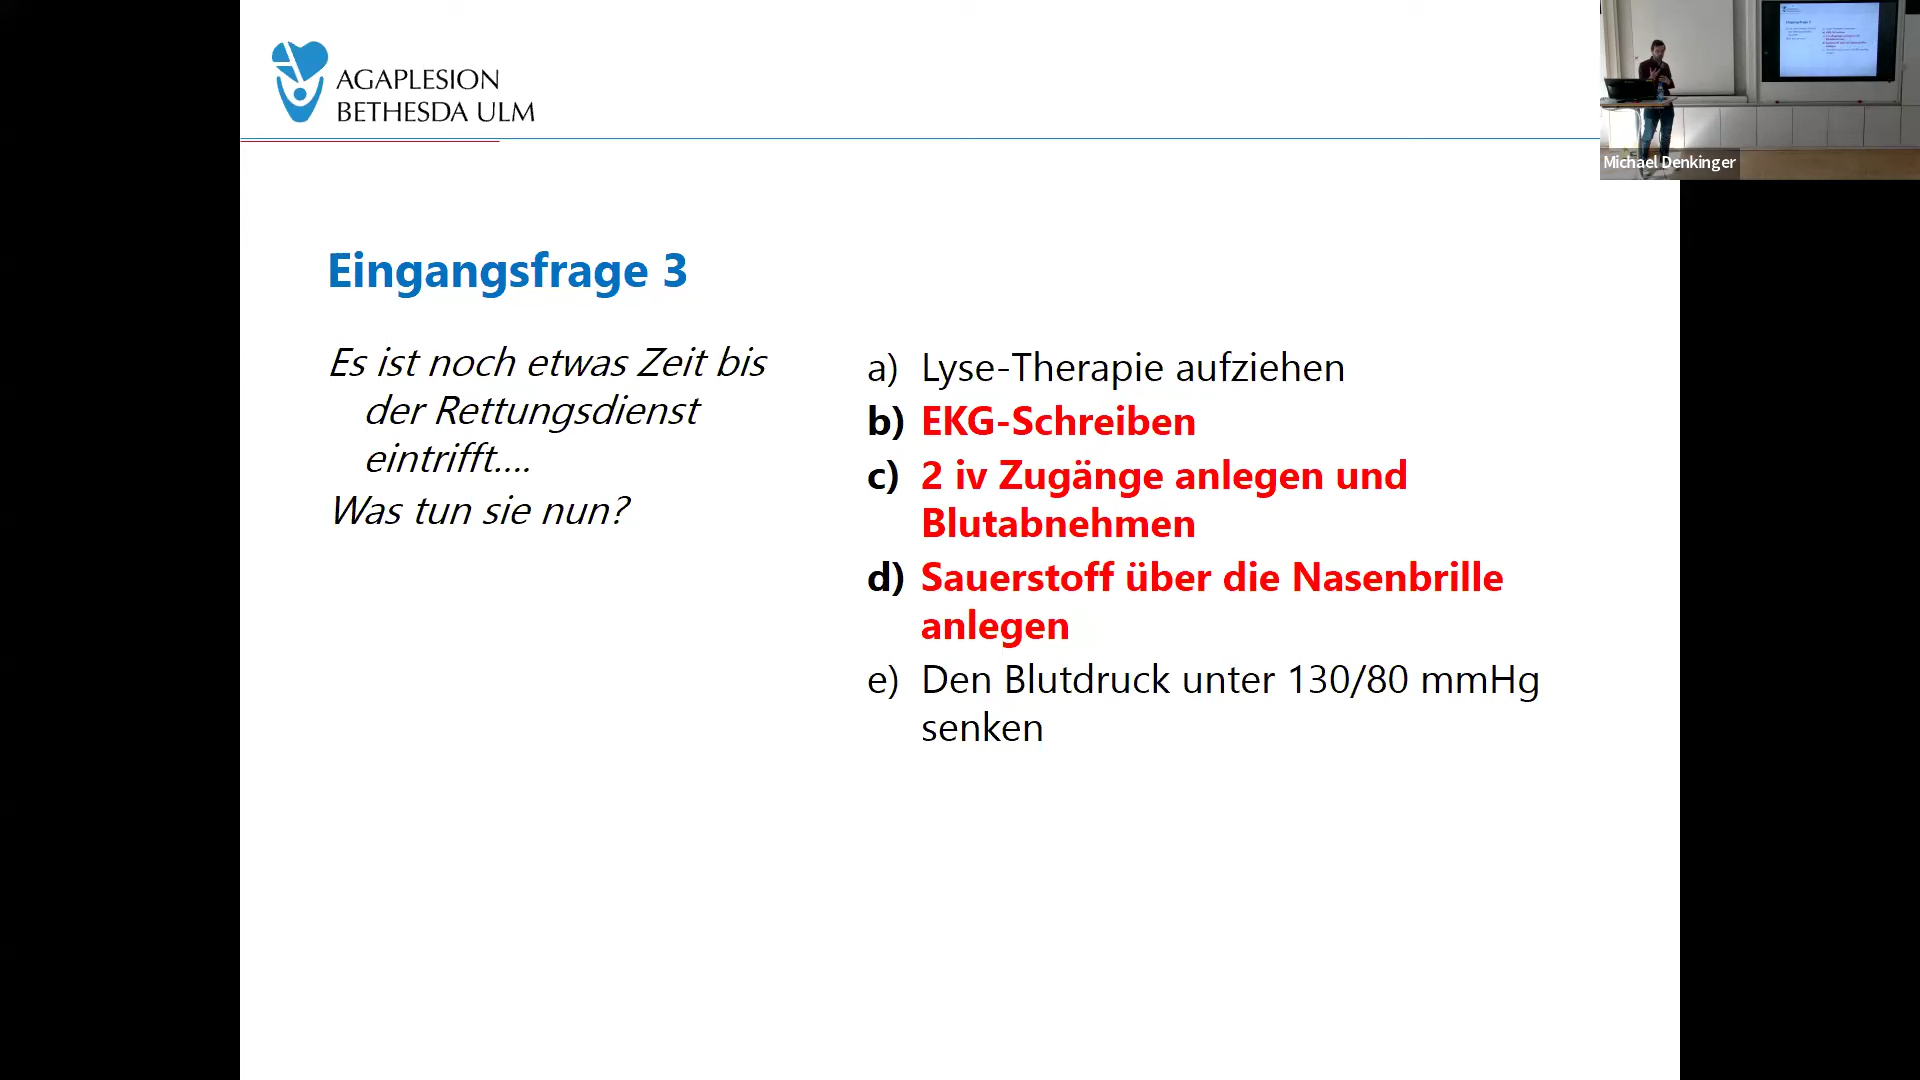 AGAPLESION
BETHESDA ULM
Michael Denkinger
Eingangsfrage 3
Es ist noch etwas Zeit bis
der Rettungsdienst
eintrifft....
Was tun sie nun?
a) Lyse-Therapie aufziehen
b) EKG-Schreiben
c) 2 iv Zugänge anlegen und
Blutabnehmen
d) Sauerstoff über die Nasenbrille
anlegen
e) Den Blutdruck unter 130/80 mmHg
senken